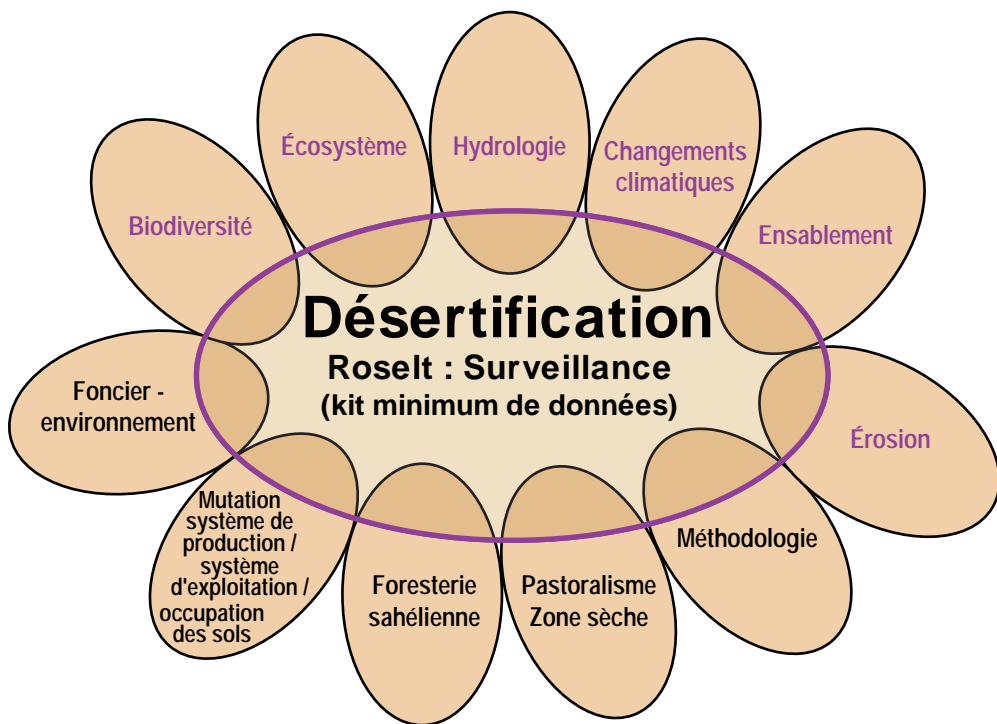 Écosystème
Hydrologie
Changements
climatiques
Biodiversité
Ensablement
Désertification
Roselt : Surveillance
(kit minimum de données)
Foncier -
environnement
Érosion
Mutation
système de
production /
système
d'exploitation /
occupation
des sols
Foresterie
sahélienne
Pastoralisme
Zone sèche
Méthodologie